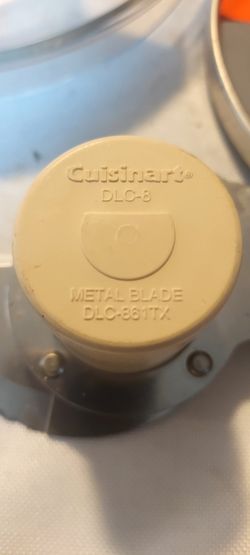 Cuisinart®
DLC-8
METAL BLADE
DLC-861TX